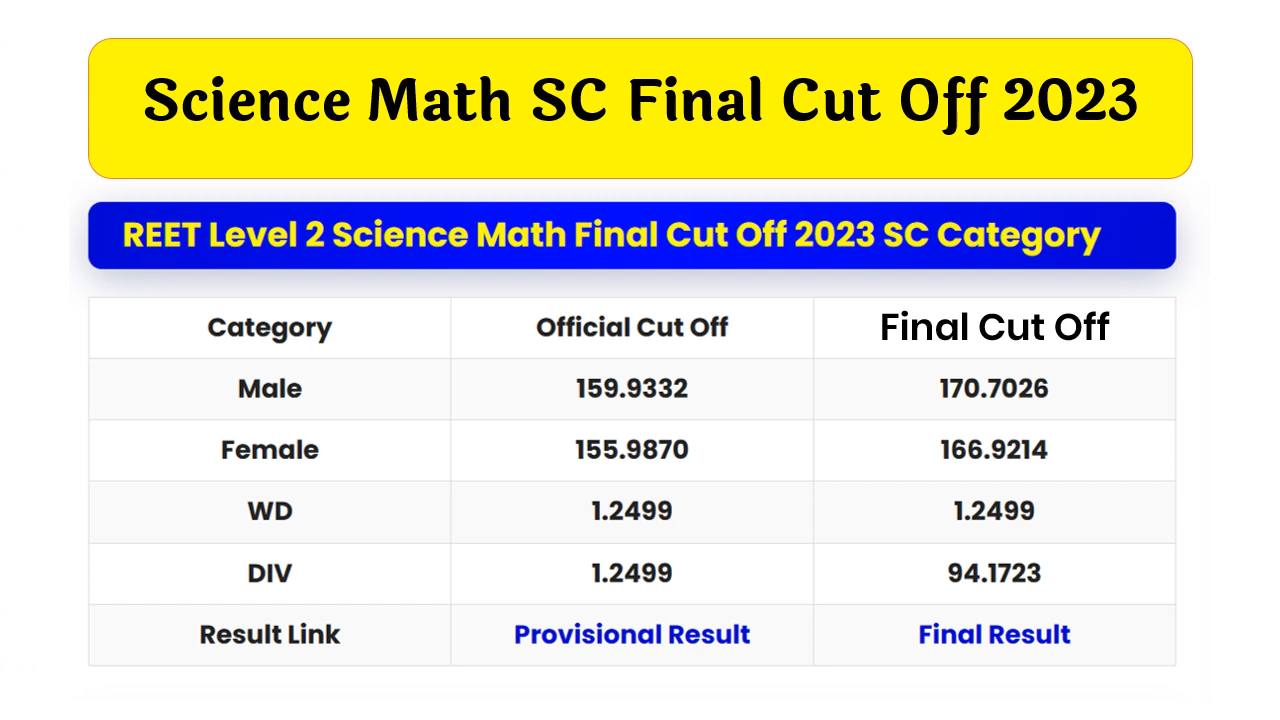 Science Math SC Final Cut Off 2023
REET Level 2 Science Math Final Cut Off 2023 SC Category
Category Official Cut Off Final Cut Off
Male 159.9332 170.7026
Female 155.9870 166.9214
WD 1.2499 1.2499
DIV 1.2499 94.1723
Result Link Provisional Result Final Result